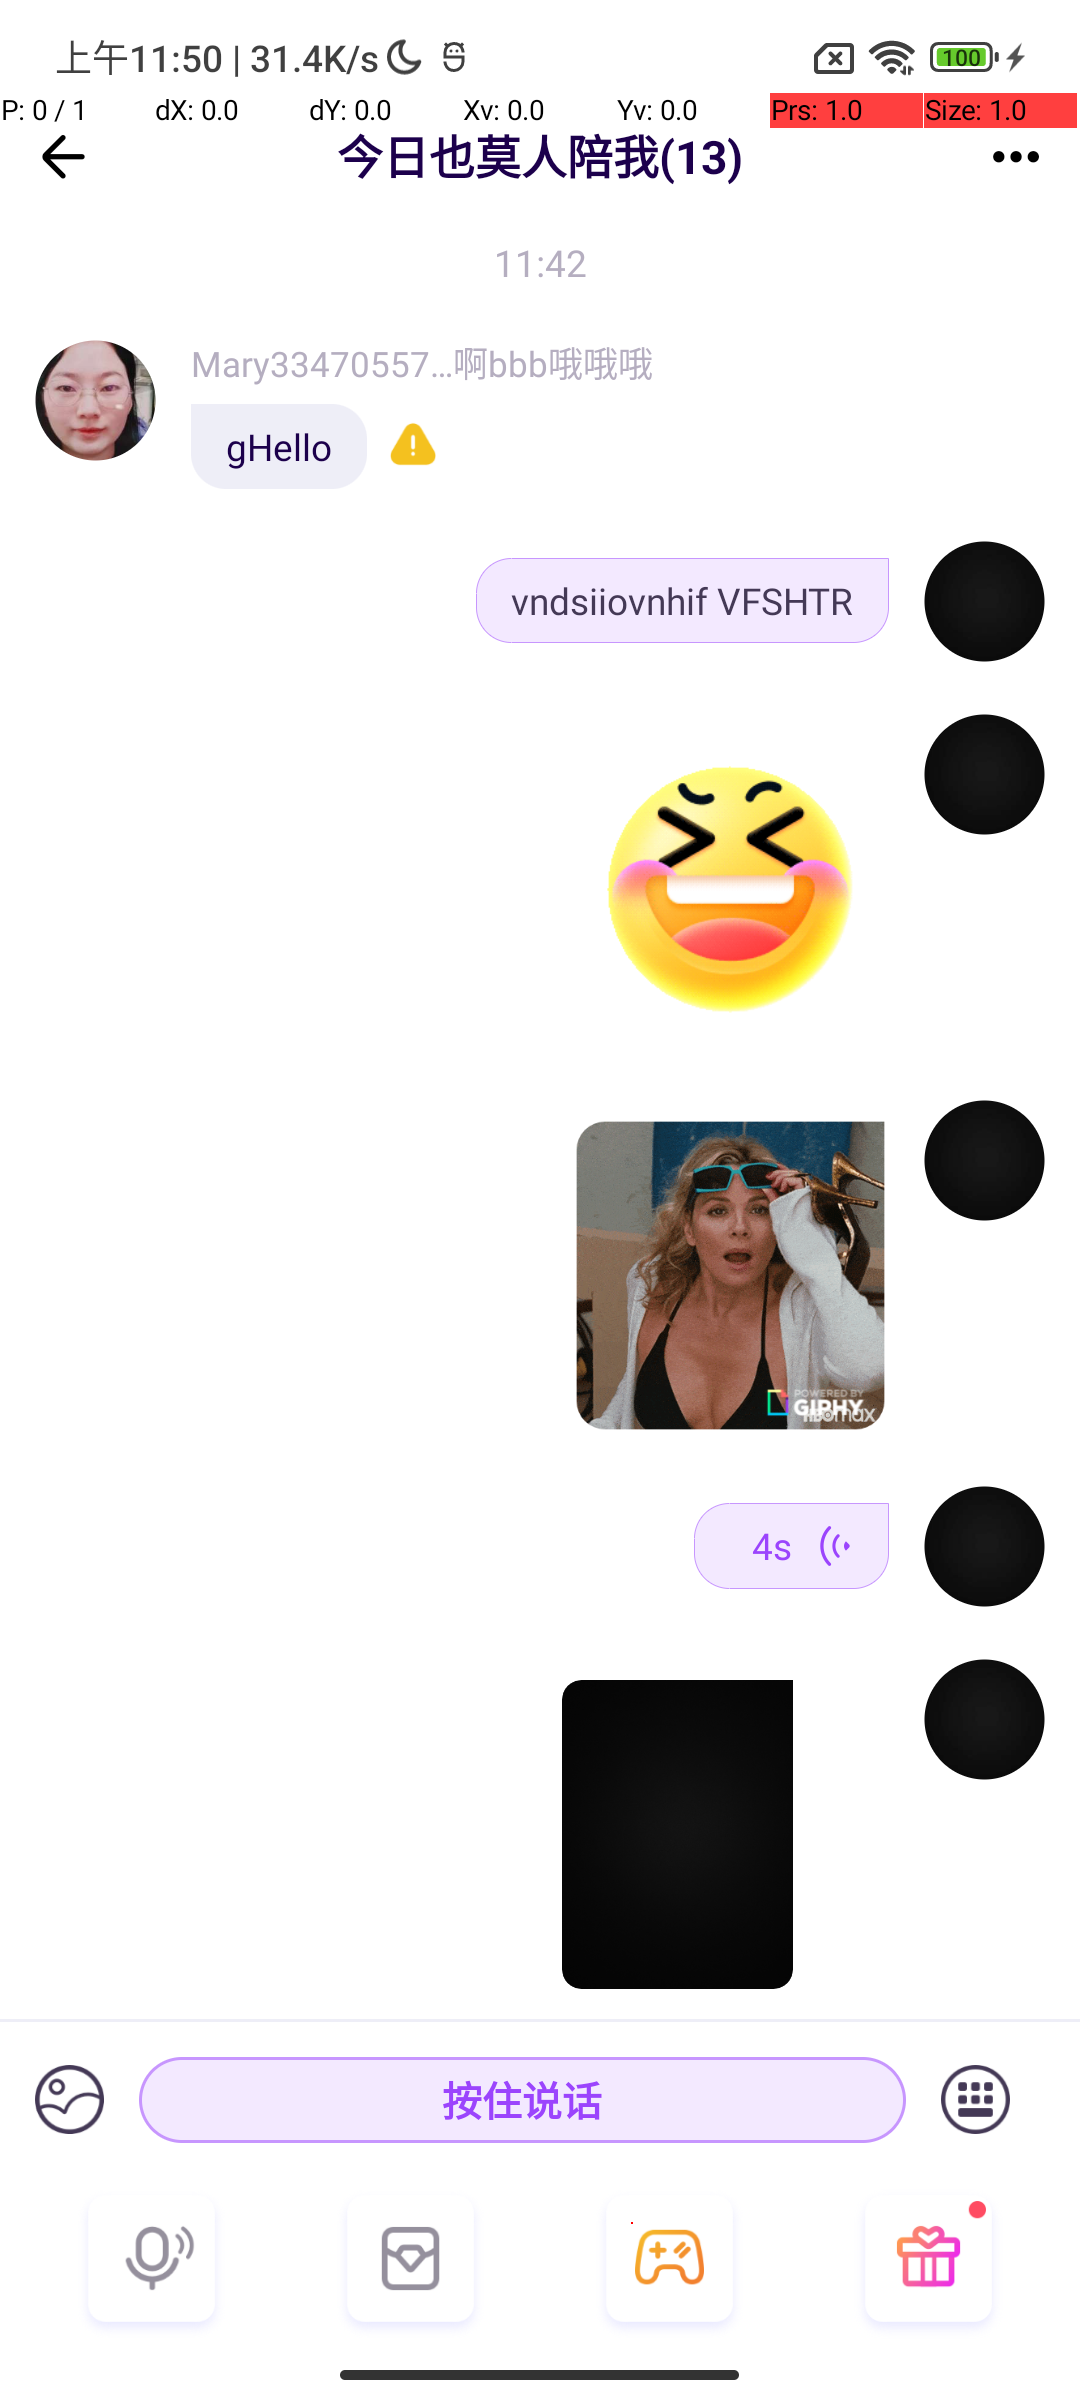 上午11:50 | 31.4K/s
100
P: 0 / 1 dX: 0.0 dY: 0.0 Xv: 0.0 Yv: 0.0 Prs: 1.0 Size: 1.0
今日也莫人陪我(13)
11:42
Mary33470557...啊bbb哦哦哦
gHello
vndsiiovnhif VFSHTR
POWERED BY
GIPHY
HBOmax
4s
按住说话